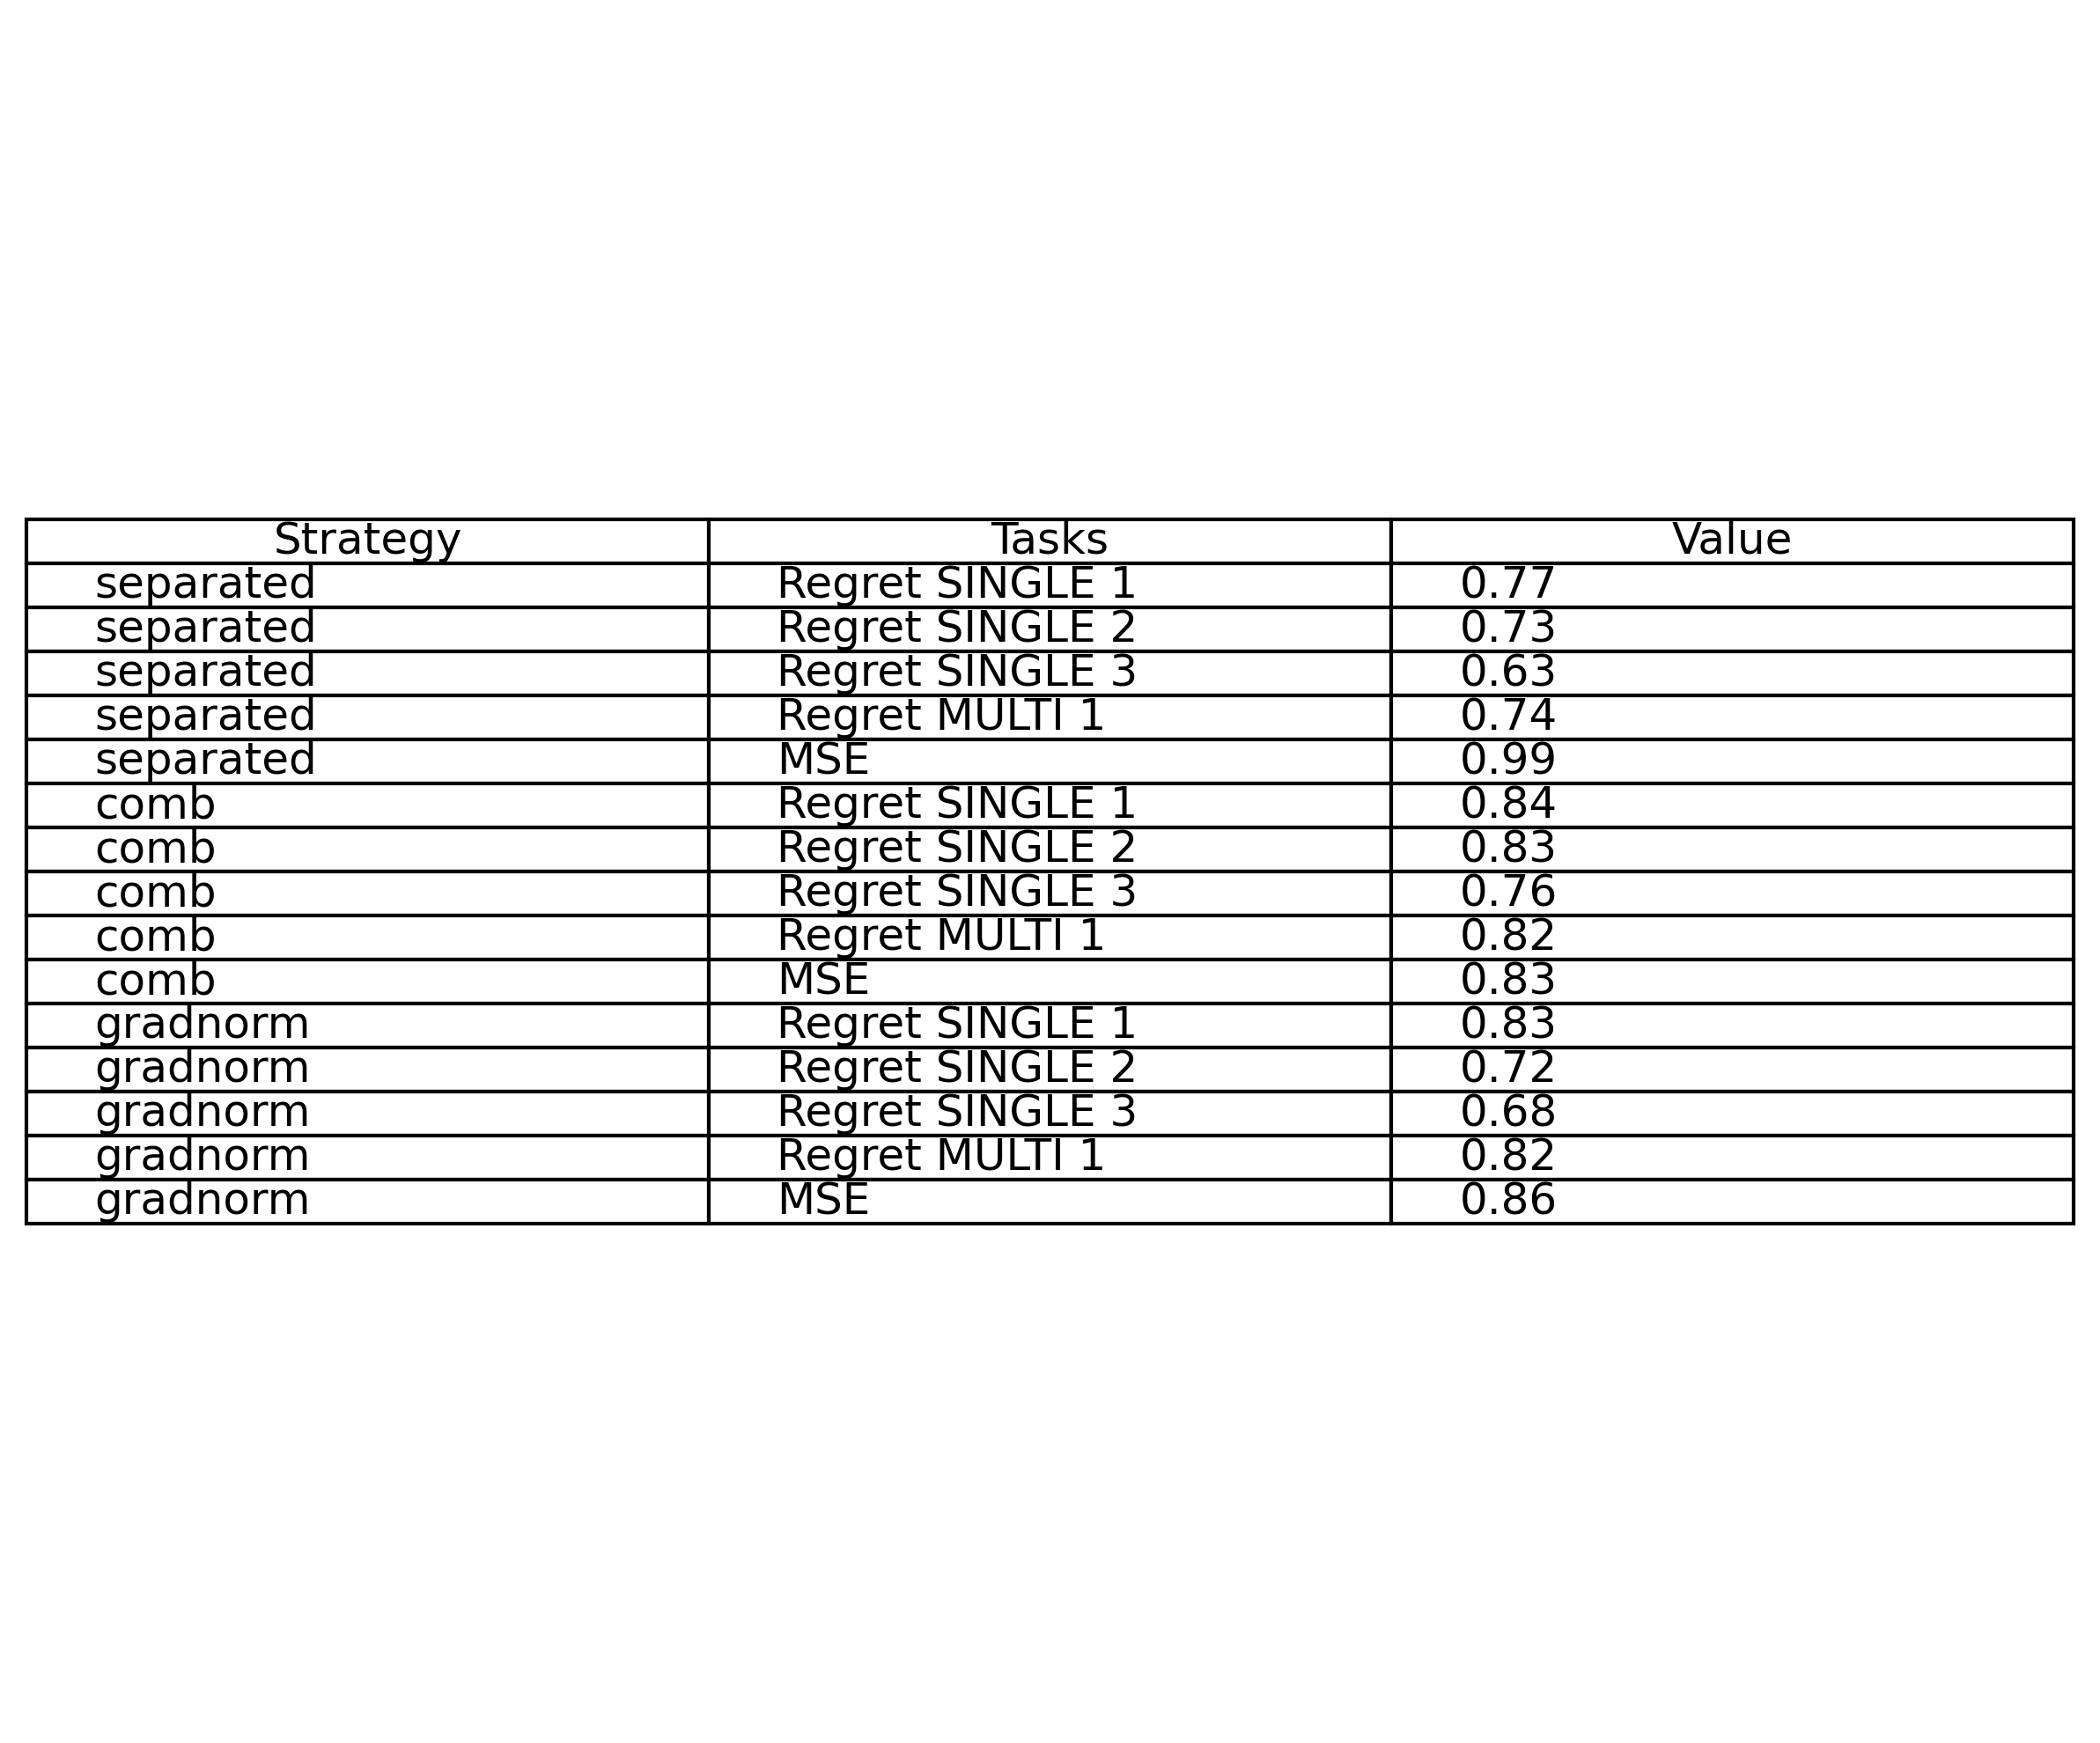 Strategy Tasks Value
separated Regret SINGLE 1 0.77
separated Regret SINGLE 2 0.73
separated Regret SINGLE 3 0.63
separated Regret MULTI 1 0.74
separated MSE 0.99
comb Regret SINGLE 1 0.84
comb Regret SINGLE 2 0.83
comb Regret SINGLE 3 0.76
comb Regret MULTI 1 0.82
comb MSE 0.83
gradnorm Regret SINGLE 1 0.83
gradnorm Regret SINGLE 2 0.72
gradnorm Regret SINGLE 3 0.68
gradnorm Regret MULTI 1 0.82
gradnorm MSE 0.86